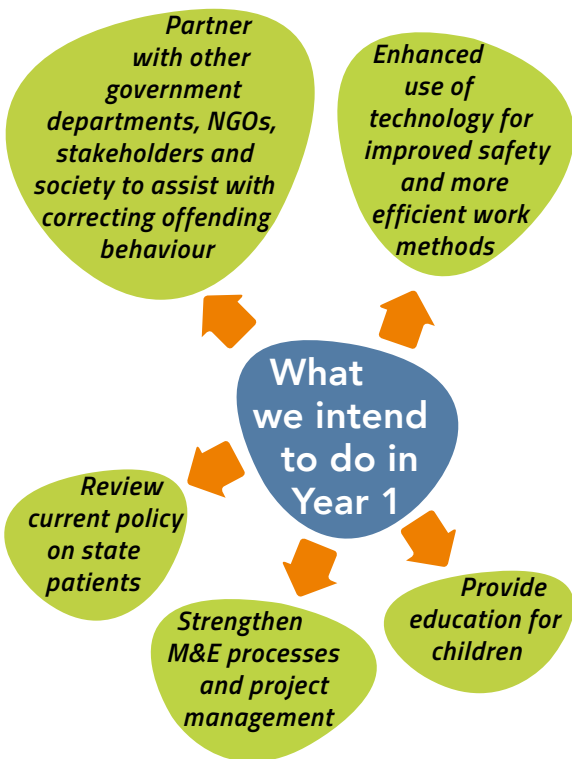 Partner
with other
government
departments, NGOs,
stakeholders and
society to assist with
correcting offending
behaviour
Enhanced
use of
technology for
improved safety
and more
efficient work
methods
What
we intend
to do in
Year 1
Review
current policy
on state
patients
Strengthen
M&E processes
and project
management
Provide
education for
children